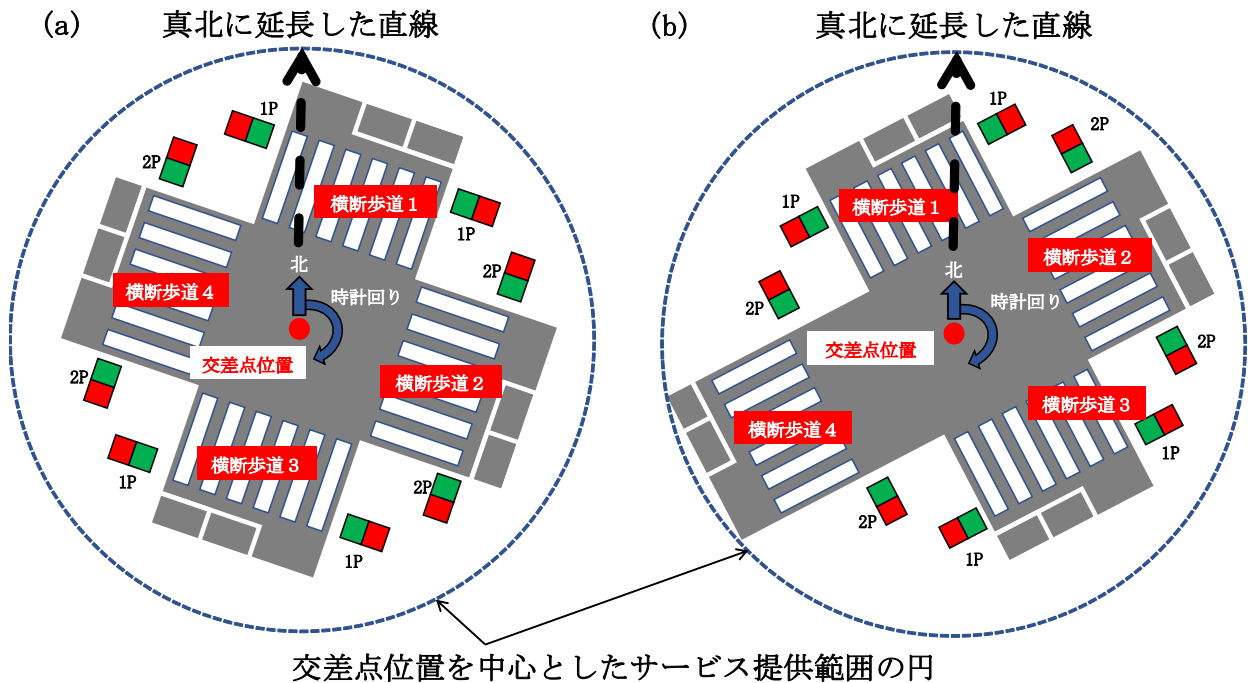 (a)
真北に延長した直線
1P
2P
横断歩道１
1P
2P
北
時計回り
横断歩道４
交差点位置
横断歩道２
2P
横断歩道３
1P
2P
1P
(b)
真北に延長した直線
1P
2P
横断歩道１
1P
横断歩道２
北
時計回り
2P
交差点位置
2P
横断歩道３
横断歩道４
1P
2P
1P
交差点位置を中心としたサービス提供範囲の円